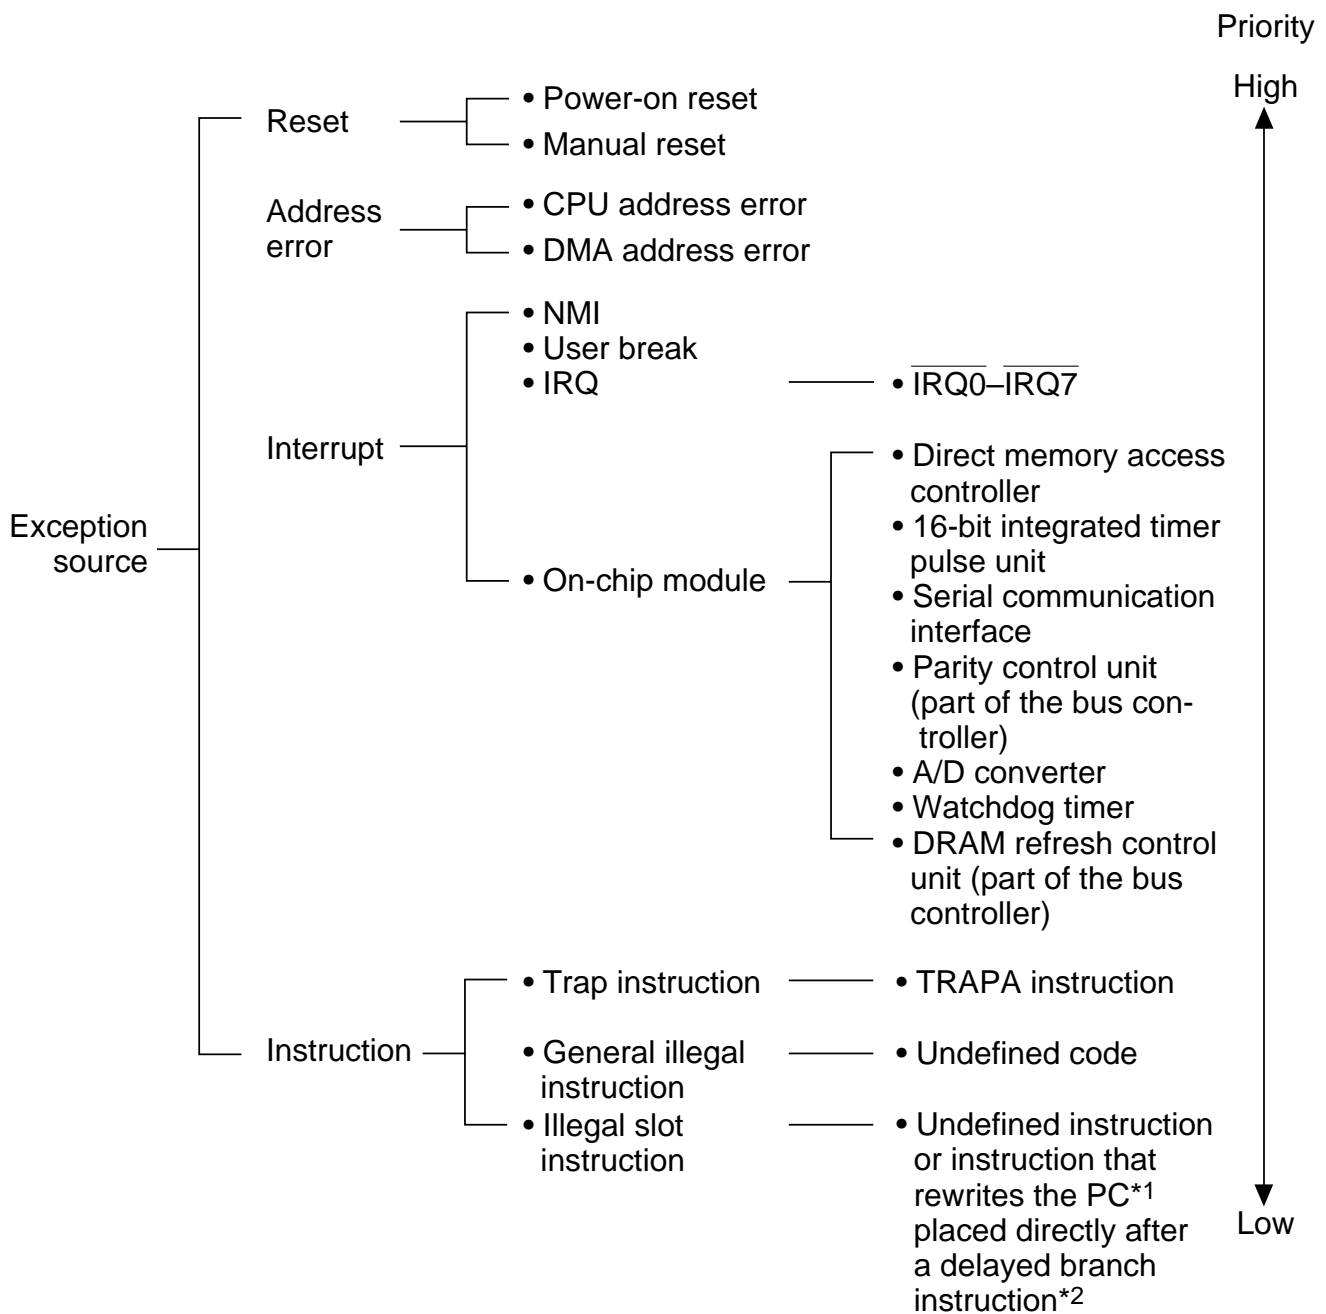 Priority
High
Reset
• Power-on reset
• Manual reset
Address
error
• CPU address error
• DMA address error
Interrupt
• NMI
• User break
• IRQ
• I̅R̅Q̅0̅–I̅R̅Q̅7̅
• On-chip module
• Direct memory access
controller
• 16-bit integrated timer
pulse unit
• Serial communication
interface
• Parity control unit
(part of the bus con-
troller)
• A/D converter
• Watchdog timer
• DRAM refresh control
unit (part of the bus
controller)
Exception
source
Instruction
• Trap instruction
• TRAPA instruction
• General illegal
instruction
• Undefined code
• Illegal slot
instruction
• Undefined instruction
or instruction that
rewrites the PC*1
placed directly after
a delayed branch
instruction*2
Low